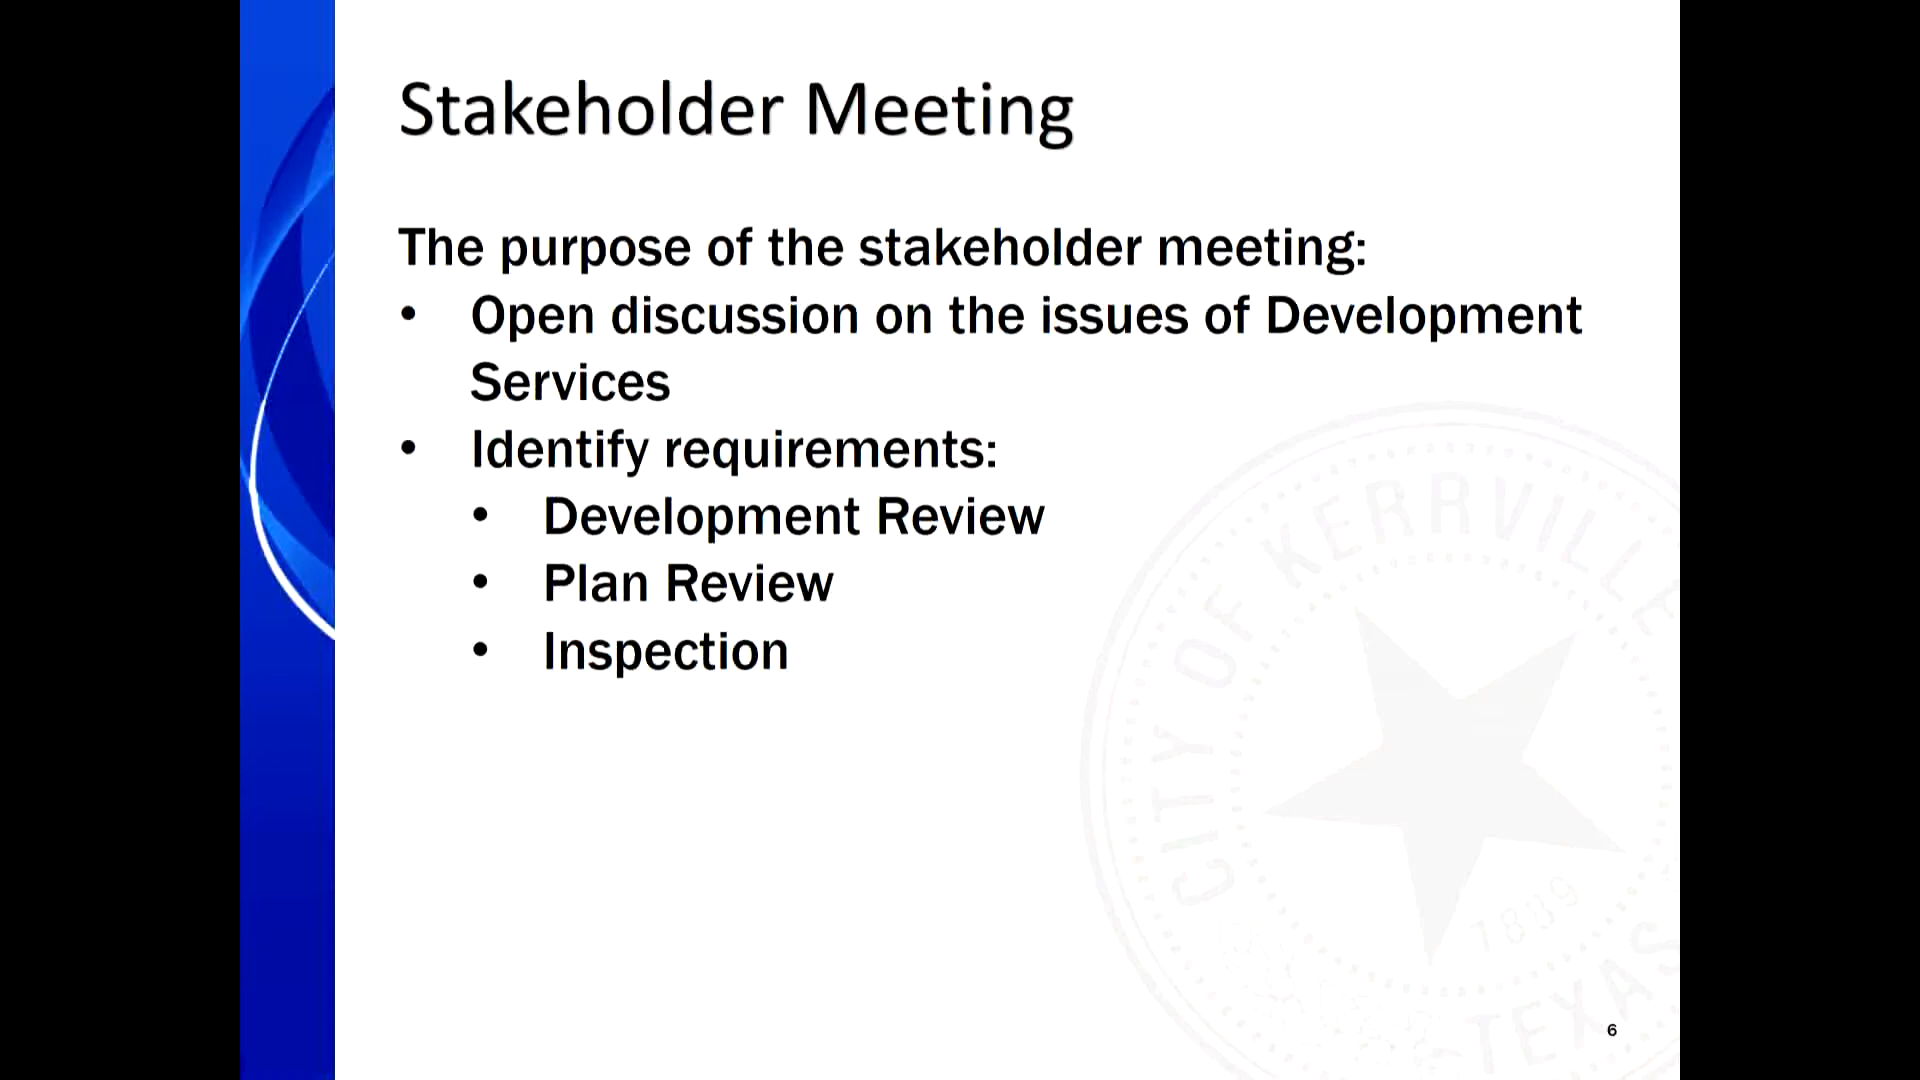 Stakeholder Meeting
The purpose of the stakeholder meeting:
• Open discussion on the issues of Development
Services
• Identify requirements:
• Development Review
• Plan Review
• Inspection
CITY OF KERRVILLE
1889
TEXAS
6